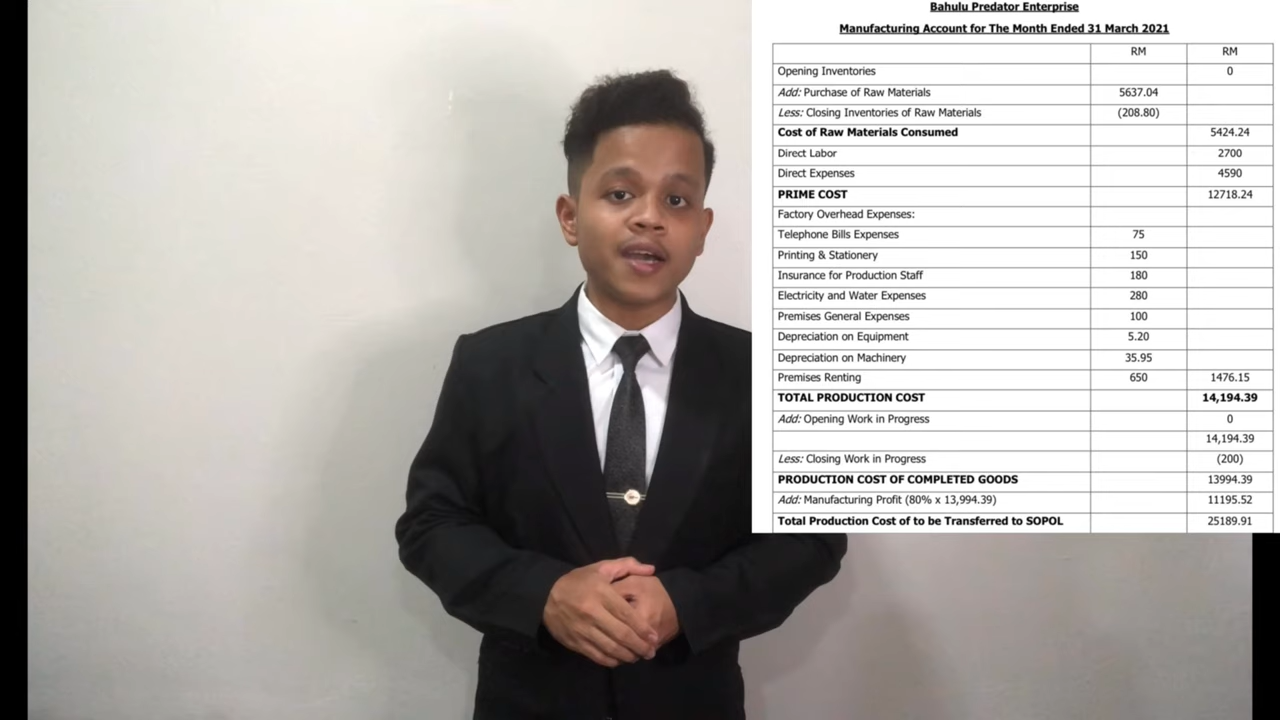 Bahulu Predator Enterprise
Manufacturing Account for The Month Ended 31 March 2021
RM RM
Opening Inventories 0
Add: Purchase of Raw Materials 5637.04
Less: Closing Inventories of Raw Materials (208.80)
Cost of Raw Materials Consumed 5424.24
Direct Labor 2700
Direct Expenses 4590
PRIME COST 12718.24
Factory Overhead Expenses:
Telephone Bills Expenses 75
Printing & Stationery 150
Insurance for Production Staff 180
Electricity and Water Expenses 280
Premises General Expenses 100
Depreciation on Equipment 5.20
Depreciation on Machinery 35.95
Premises Renting 650 1476.15
TOTAL PRODUCTION COST 14,194.39
Add: Opening Work in Progress 0
14,194.39
Less: Closing Work in Progress (200)
PRODUCTION COST OF COMPLETED GOODS 13994.39
Add: Manufacturing Profit (80% x 13,994.39) 11195.52
Total Production Cost of to be Transferred to SOPOL 25189.91